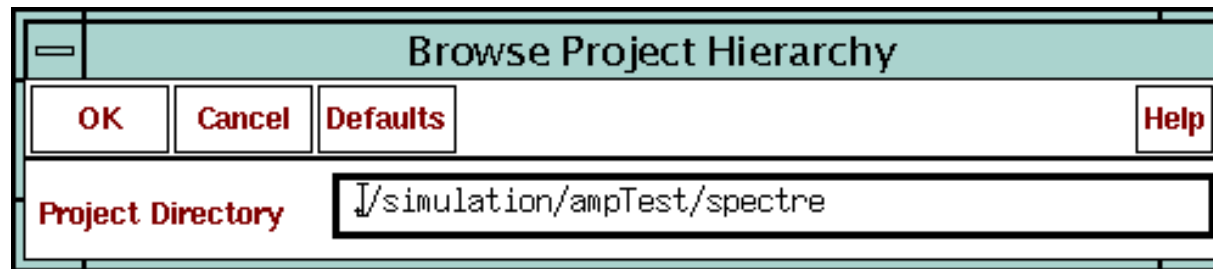 Browse Project Hierarchy
OK Cancel Defaults Help
Project Directory ./simulation/ampTest/spectre